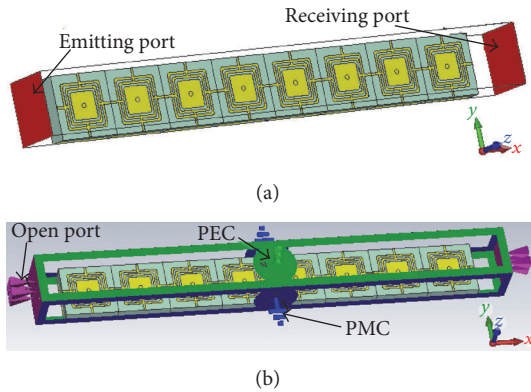 Receiving port
Emitting port
y
z
x
(a)
Open port
PEC
PMC
y
z
x
(b)